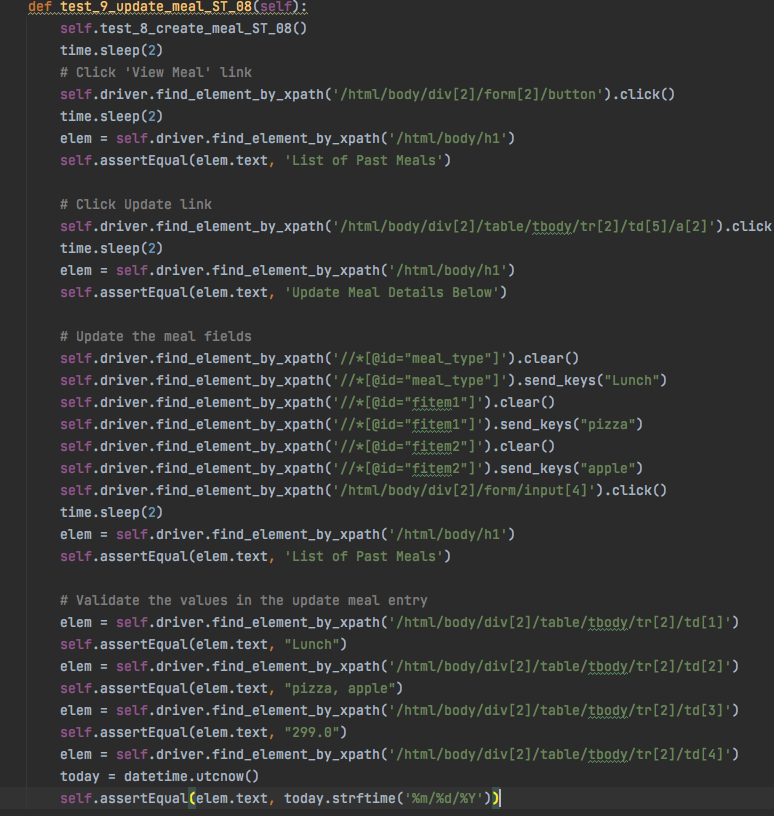 def test_9_update_meal_ST_08(self):
    self.test_8_create_meal_ST_08()
    time.sleep(2)
    # Click 'View Meal' link
    self.driver.find_element_by_xpath('/html/body/div[2]/form[2]/button').click()
    time.sleep(2)
    elem = self.driver.find_element_by_xpath('/html/body/h1')
    self.assertEqual(elem.text, 'List of Past Meals')

    # Click Update link
    self.driver.find_element_by_xpath('/html/body/div[2]/table/tbody/tr[2]/td[5]/a[2]').click
    time.sleep(2)
    elem = self.driver.find_element_by_xpath('/html/body/h1')
    self.assertEqual(elem.text, 'Update Meal Details Below')

    # Update the meal fields
    self.driver.find_element_by_xpath('//*[@id="meal_type"]').clear()
    self.driver.find_element_by_xpath('//*[@id="meal_type"]').send_keys("Lunch")
    self.driver.find_element_by_xpath('//*[@id="fitem1"]').clear()
    self.driver.find_element_by_xpath('//*[@id="fitem1"]').send_keys("pizza")
    self.driver.find_element_by_xpath('//*[@id="fitem2"]').clear()
    self.driver.find_element_by_xpath('//*[@id="fitem2"]').send_keys("apple")
    self.driver.find_element_by_xpath('/html/body/div[2]/form/input[4]').click()
    time.sleep(2)
    elem = self.driver.find_element_by_xpath('/html/body/h1')
    self.assertEqual(elem.text, 'List of Past Meals')

    # Validate the values in the update meal entry
    elem = self.driver.find_element_by_xpath('/html/body/div[2]/table/tbody/tr[2]/td[1]')
    self.assertEqual(elem.text, "Lunch")
    elem = self.driver.find_element_by_xpath('/html/body/div[2]/table/tbody/tr[2]/td[2]')
    self.assertEqual(elem.text, "pizza, apple")
    elem = self.driver.find_element_by_xpath('/html/body/div[2]/table/tbody/tr[2]/td[3]')
    self.assertEqual(elem.text, "299.0")
    elem = self.driver.find_element_by_xpath('/html/body/div[2]/table/tbody/tr[2]/td[4]')
    today = datetime.utcnow()
    self.assertEqual(elem.text, today.strftime('%m/%d/%Y'))